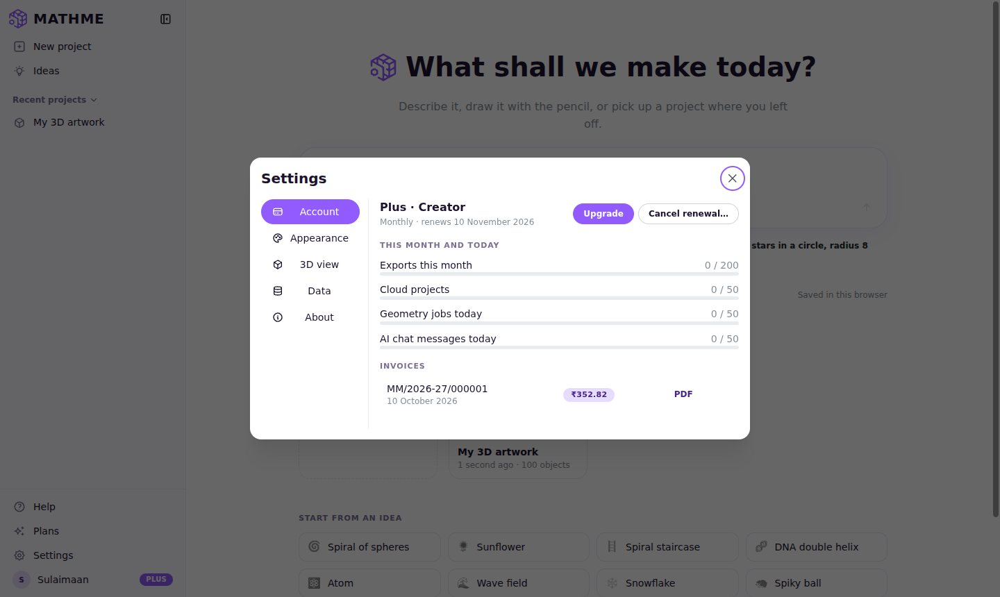 MATHME
New project
Ideas
Recent projects
My 3D artwork
What shall we make today?
Describe it, draw it with the pencil, or pick up a project where you left
off.
Settings
Account
Appearance
3D view
Data
About
Plus · Creator
Monthly · renews 10 November 2026
Upgrade
Cancel renewal…
THIS MONTH AND TODAY
Exports this month 0 / 200
Cloud projects 0 / 50
Geometry jobs today 0 / 50
AI chat messages today 0 / 50
INVOICES
MM/2026-27/000001
10 October 2026
₹352.82
PDF
stars in a circle, radius 8
Saved in this browser
My 3D artwork
1 second ago · 100 objects
START FROM AN IDEA
Spiral of spheres
Sunflower
Spiral staircase
DNA double helix
Atom
Wave field
Snowflake
Spiky ball
Help
Plans
Settings
S
Sulaimaan
PLUS